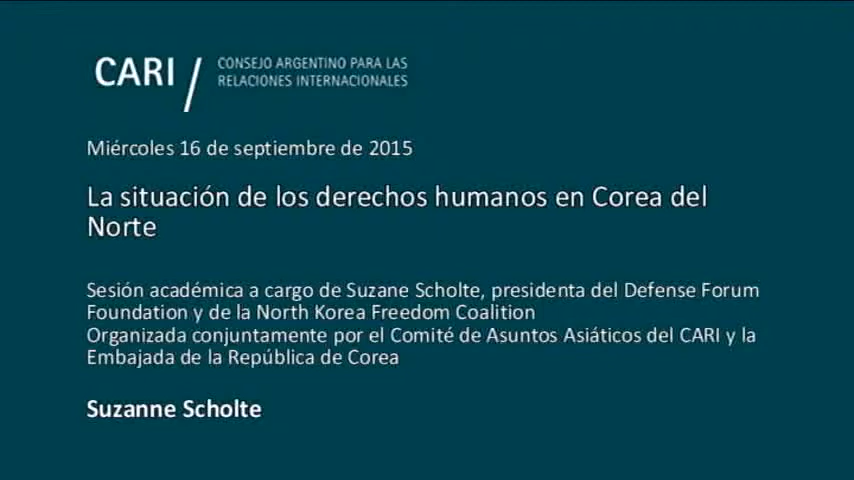 CARI /
CONSEJO ARGENTINO PARA LAS
RELACIONES INTERNACIONALES
Miércoles 16 de septiembre de 2015
La situación de los derechos humanos en Corea del
Norte
Sesión académica a cargo de Suzane Scholte, presidenta del Defense Forum
Foundation y de la North Korea Freedom Coalition
Organizada conjuntamente por el Comité de Asuntos Asiáticos del CARI y la
Embajada de la República de Corea
Suzanne Scholte